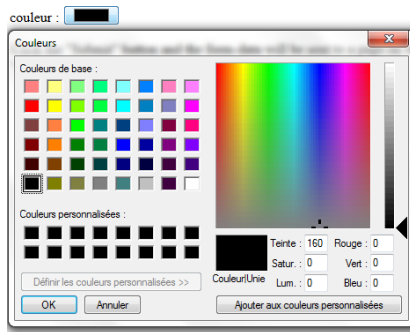 couleur :
Couleurs
Couleurs de base :
Couleurs personnalisées :
Définir les couleurs personnalisées >>
OK Annuler
Teinte : 160 Rouge : 0
Satur. : 0 Vert : 0
Couleur|Unie Lum. : 0 Bleu : 0
Ajouter aux couleurs personnalisées